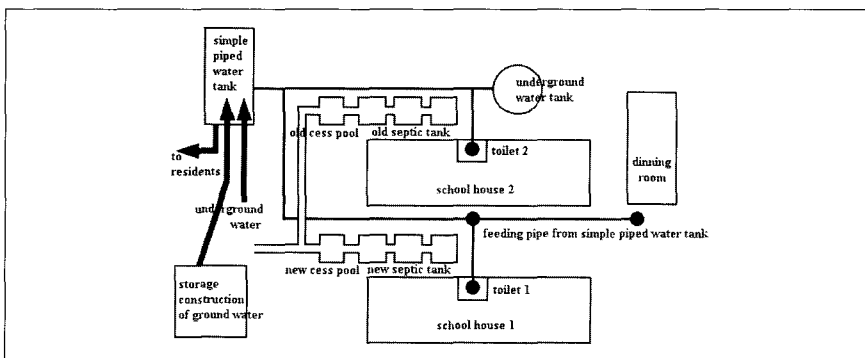 simple
piped
water
tank
underground
water tank
old cess pool
old septic tank
toilet 2
dinning
room
to
residents
school house 2
underground
water
feeding pipe from simple piped water tank
new cess pool
new septic tank
storage
construction
of ground water
toilet 1
school house 1